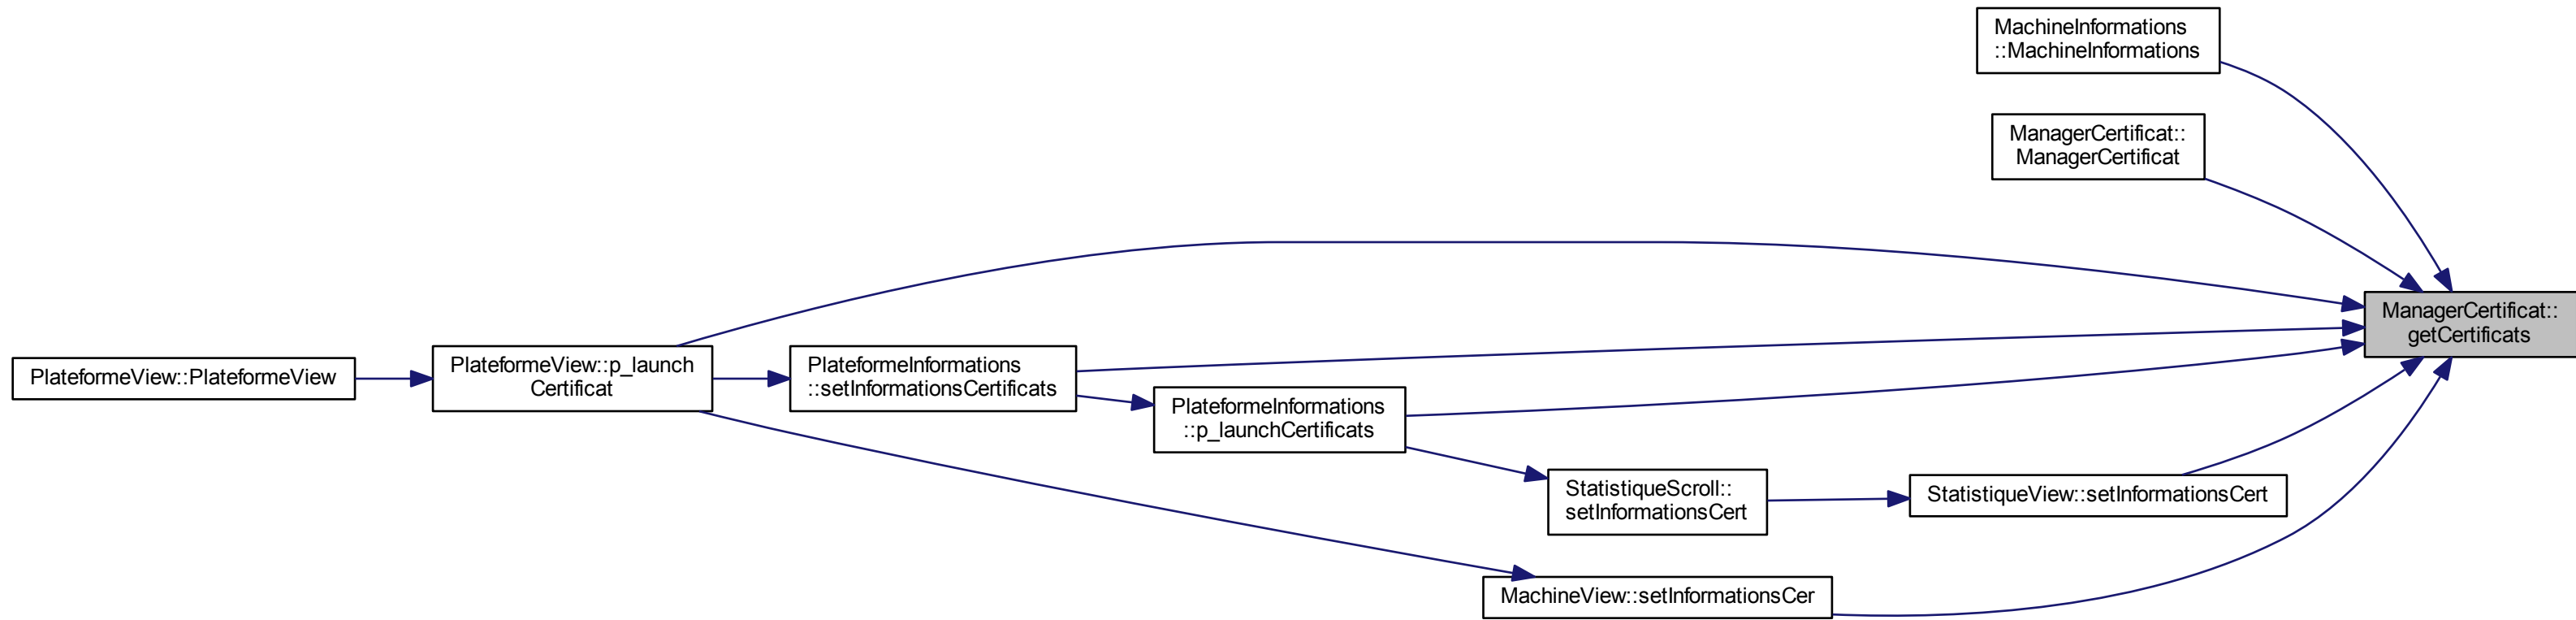 MachineInformations
::MachineInformations
ManagerCertificat::
ManagerCertificat
ManagerCertificat::
getCertificats
PlateformeView::PlateformeView
PlateformeView::p_launch
Certificat
PlateformeInformations
::setInformationsCertificats
PlateformeInformations
::p_launchCertificats
StatistiqueScroll::
setInformationsCert
StatistiqueView::setInformationsCert
MachineView::setInformationsCer